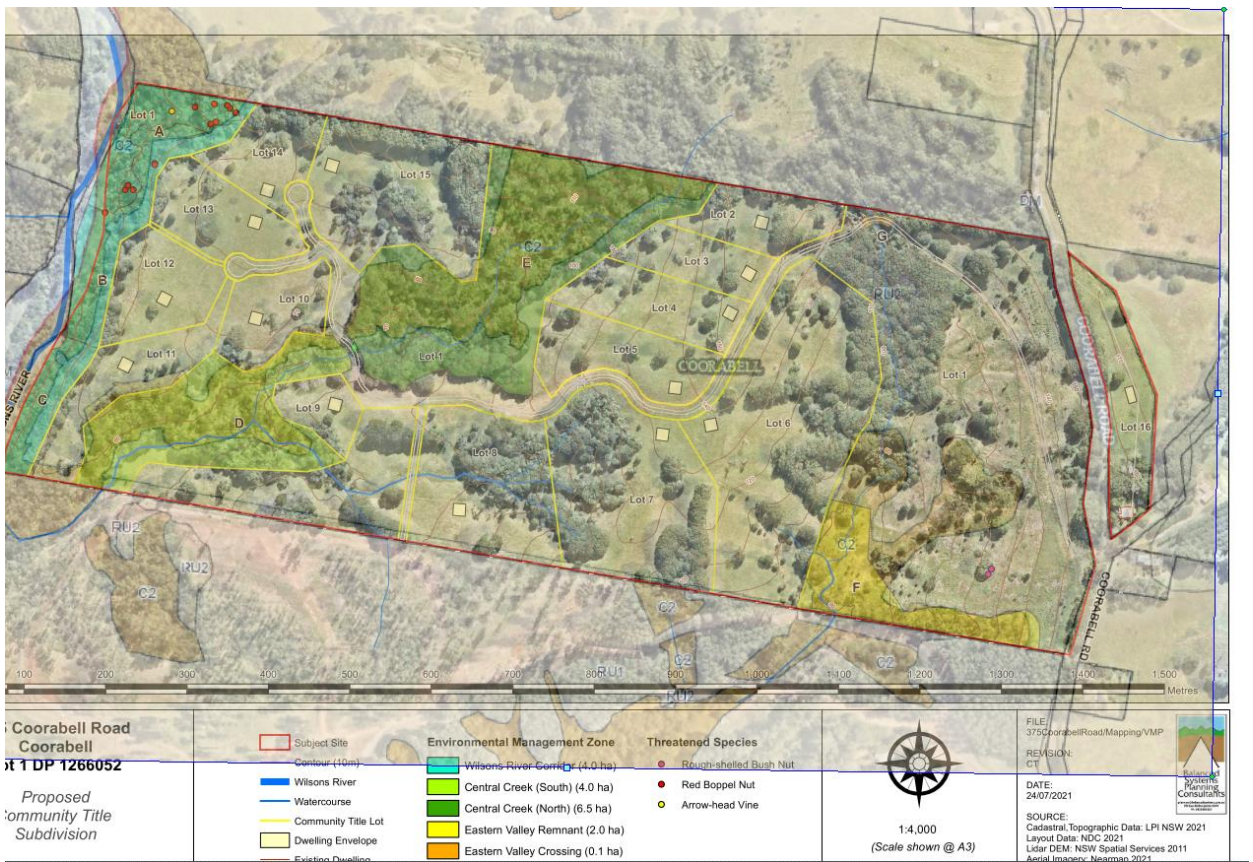 Lot 1
A
C2
Lot 14
Lot 15
Lot 13
Lot 2
C2
E
G
Lot 12
B
Lot 3
RU2
Lot 10
Lot 4
Lot 11
Lot 1
Lot 5
COORABELL
Lot 1
COORABELL ROAD
NS RIVER
C
Lot 9
D
Lot 6
Lot 16
Lot 8
Lot 7
RU2
C2
F
RU2
C2
C2
COORABELL RD
C2
C2
RU1
RU2
100 200 300 400 500 600 700 800 900 1,000 1,100 1,200 1,300 1,400 1,500
Metres
Coorabell Road
Coorabell
ot 1 DP 1266052
Proposed
Community Title
Subdivision
Subject Site
Contour (10m)
Wilsons River
Watercourse
Community Title Lot
Dwelling Envelope
Existing Dwelling
Environmental Management Zone
Wilsons River Corridor (4.0 ha)
Central Creek (South) (4.0 ha)
Central Creek (North) (6.5 ha)
Eastern Valley Remnant (2.0 ha)
Eastern Valley Crossing (0.1 ha)
Threatened Species
Rough-shelled Bush Nut
Red Boppel Nut
Arrow-head Vine
1:4,000
(Scale shown @ A3)
FILE:
375CoorabellRoad/Mapping/VMP
REVISION:
CT
DATE:
24/07/2021
SOURCE:
Cadastral,Topographic Data: LPI NSW 2021
Layout Data: NDC 2021
Lidar DEM: NSW Spatial Services 2011
Aerial Imagery: Nearmap 2021
Balanced
Systems
Planning
Consultants